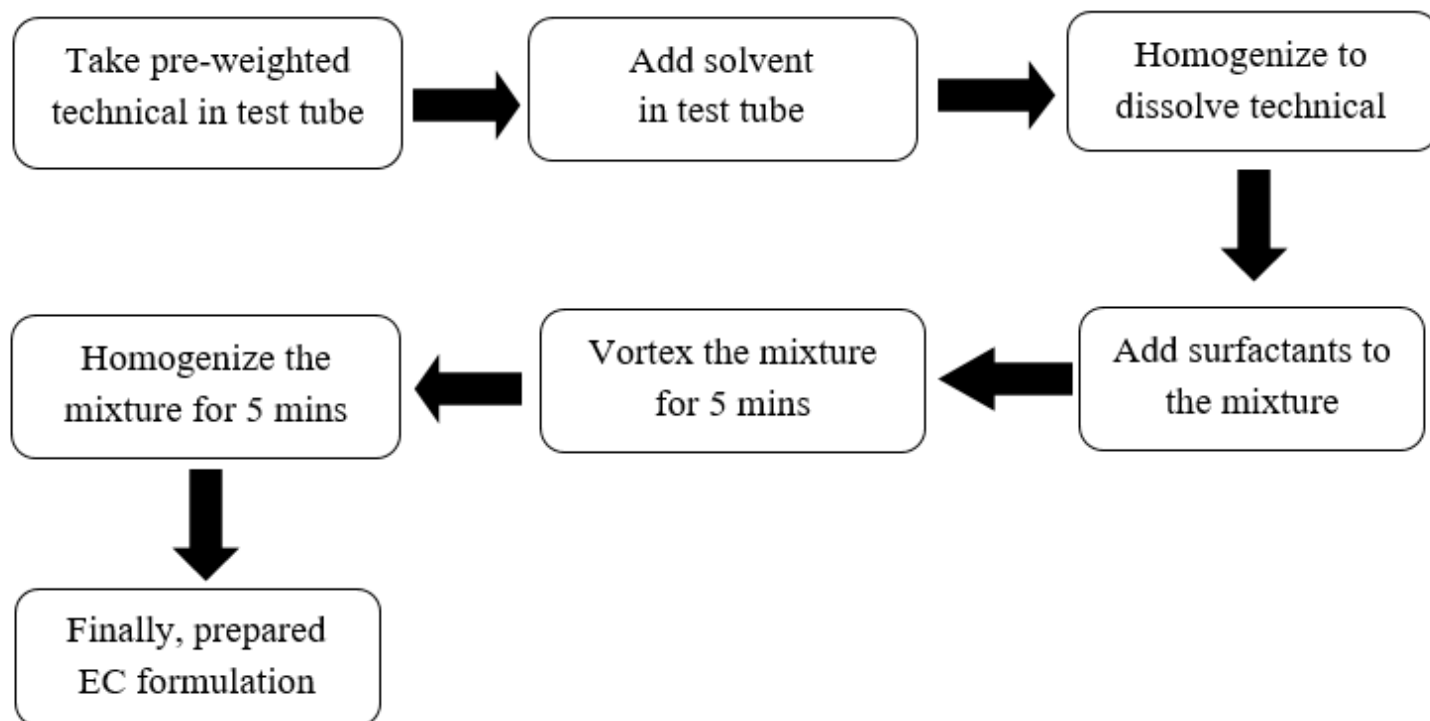 Take pre-weighted
technical in test tube
Add solvent
in test tube
Homogenize to
dissolve technical
Add surfactants to
the mixture
Vortex the mixture
for 5 mins
Homogenize the
mixture for 5 mins
Finally, prepared
EC formulation